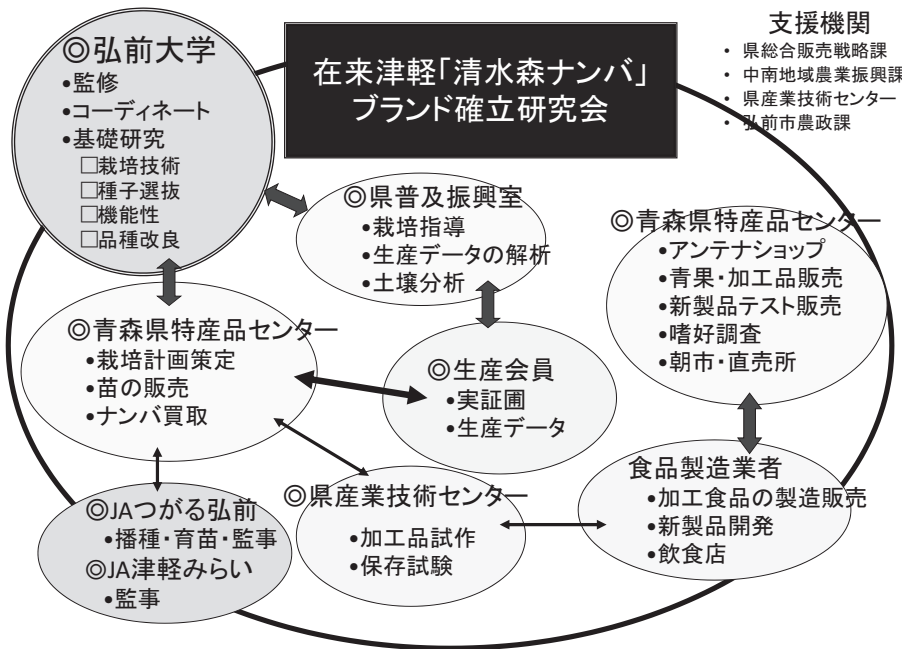 ◎弘前大学
•監修
•コーディネート
•基礎研究
□栽培技術
□種子選抜
□機能性
□品種改良
在来津軽「清水森ナンバ」
ブランド確立研究会
支援機関
• 県総合販売戦略課
• 中南地域農業振興課
• 県産業技術センター
• 弘前市農政課
◎県普及振興室
•栽培指導
•生産データの解析
•土壌分析
◎青森県特産品センター
•アンテナショップ
•青果・加工品販売
•新製品テスト販売
•嗜好調査
•朝市・直売所
◎青森県特産品センター
•栽培計画策定
•苗の販売
•ナンバ買取
◎生産会員
•実証圃
•生産データ
◎JAつがる弘前
•播種・育苗・監事
◎JA津軽みらい
•監事
◎県産業技術センター
•加工品試作
•保存試験
食品製造業者
•加工食品の製造販売
•新製品開発
•飲食店